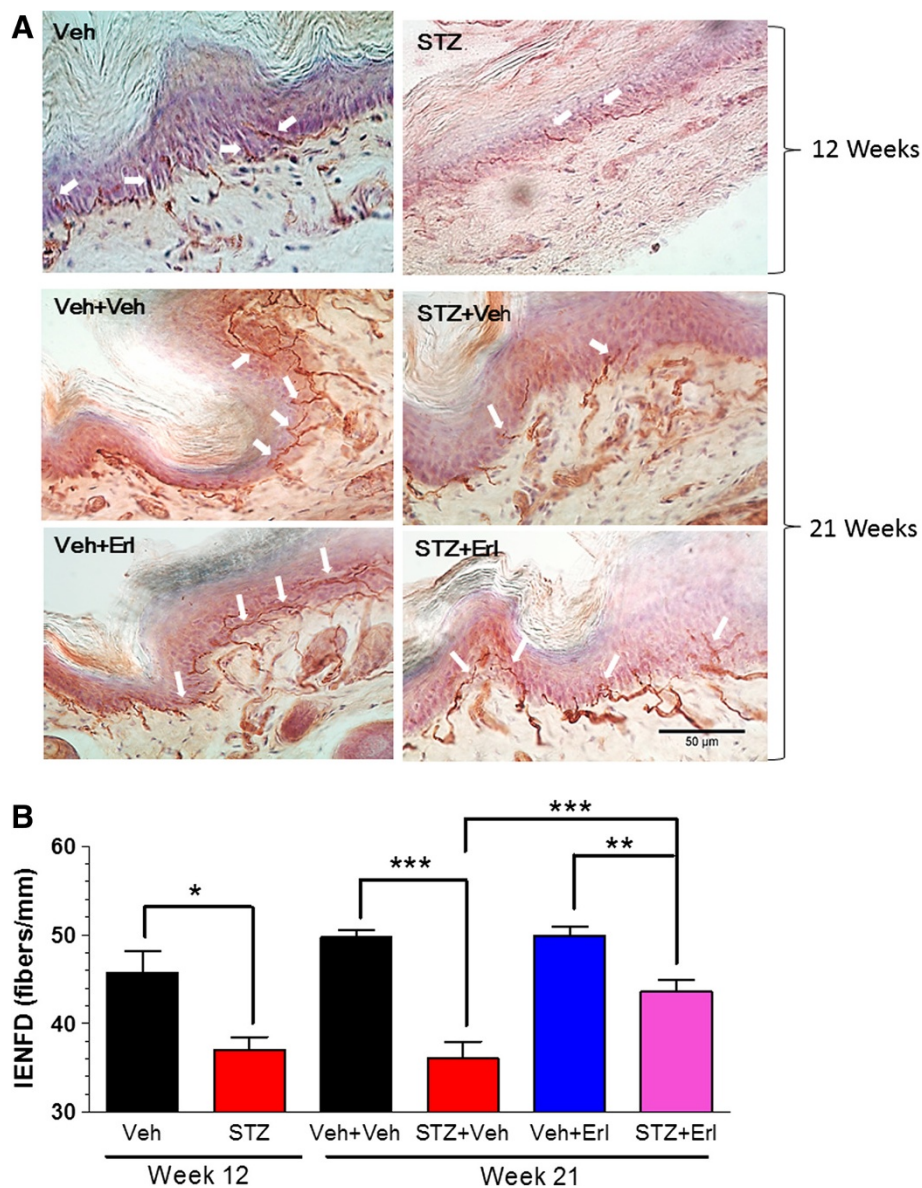 A
Veh
STZ
12 Weeks
Veh+Veh
STZ+Veh
21 Weeks
Veh+Erl
STZ+Erl
50 µm
B
***
***
**
*
60
50
40
30
IENFD (fibers/mm)
Veh STZ Veh+Veh STZ+Veh Veh+Erl STZ+Erl
Week 12 Week 21